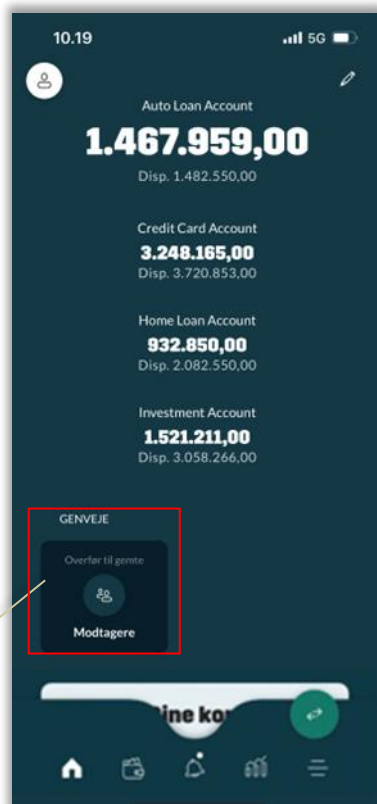 10.19
5G
Auto Loan Account
1.467.959,00
Disp. 1.482.550,00
Credit Card Account
3.248.165,00
Disp. 3.720.853,00
Home Loan Account
932.850,00
Disp. 2.082.550,00
Investment Account
1.521.211,00
Disp. 3.058.266,00
GENVEJE
Overfør til gemte
Modtagere